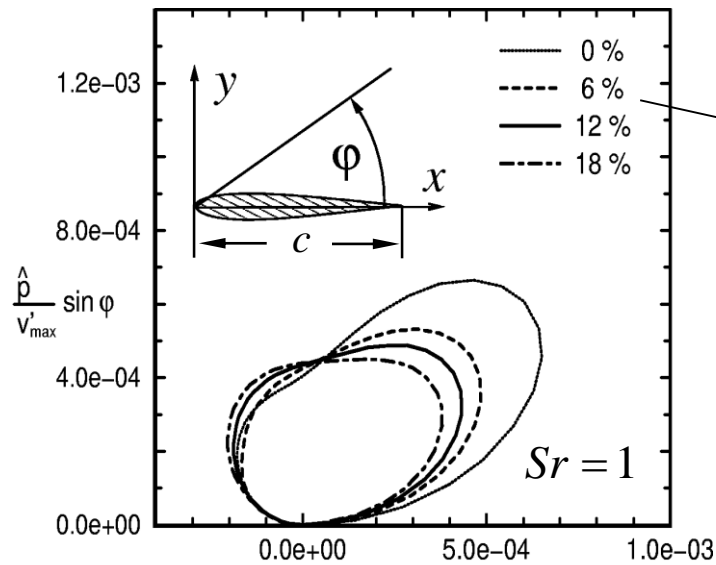 1.2e-03
8.0e-04
4.0e-04
0.0e+00
p̂
v'max
sin φ
y
φ
x
c
0 %
6 %
12 %
18 %
Sr = 1
0.0e+00 5.0e-04 1.0e-03